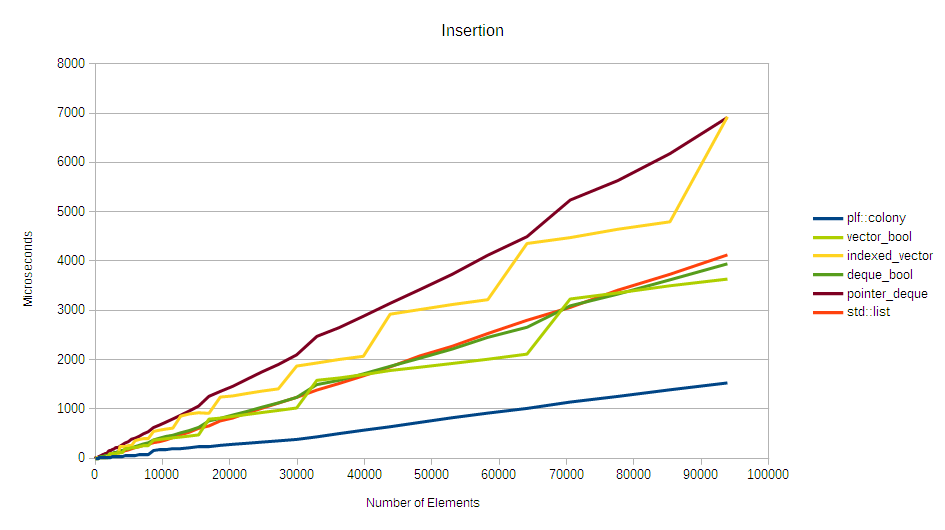 Insertion
8000
7000
6000
5000
4000
3000
2000
1000
0
Microseconds
0 10000 20000 30000 40000 50000 60000 70000 80000 90000 100000
Number of Elements
plf::colony
vector_bool
indexed_vector
deque_bool
pointer_deque
std::list